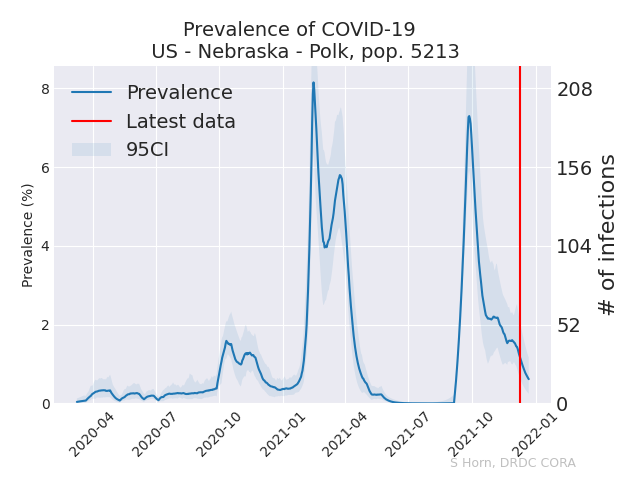 Prevalence of COVID-19
US - Nebraska - Polk, pop. 5213
Prevalence
Latest data
95CI
Prevalence (%)
8
6
4
2
0
208
156
104
52
0
# of infections
2020-04
2020-07
2020-10
2021-01
2021-04
2021-07
2021-10
2022-01
S Horn, DRDC CORA